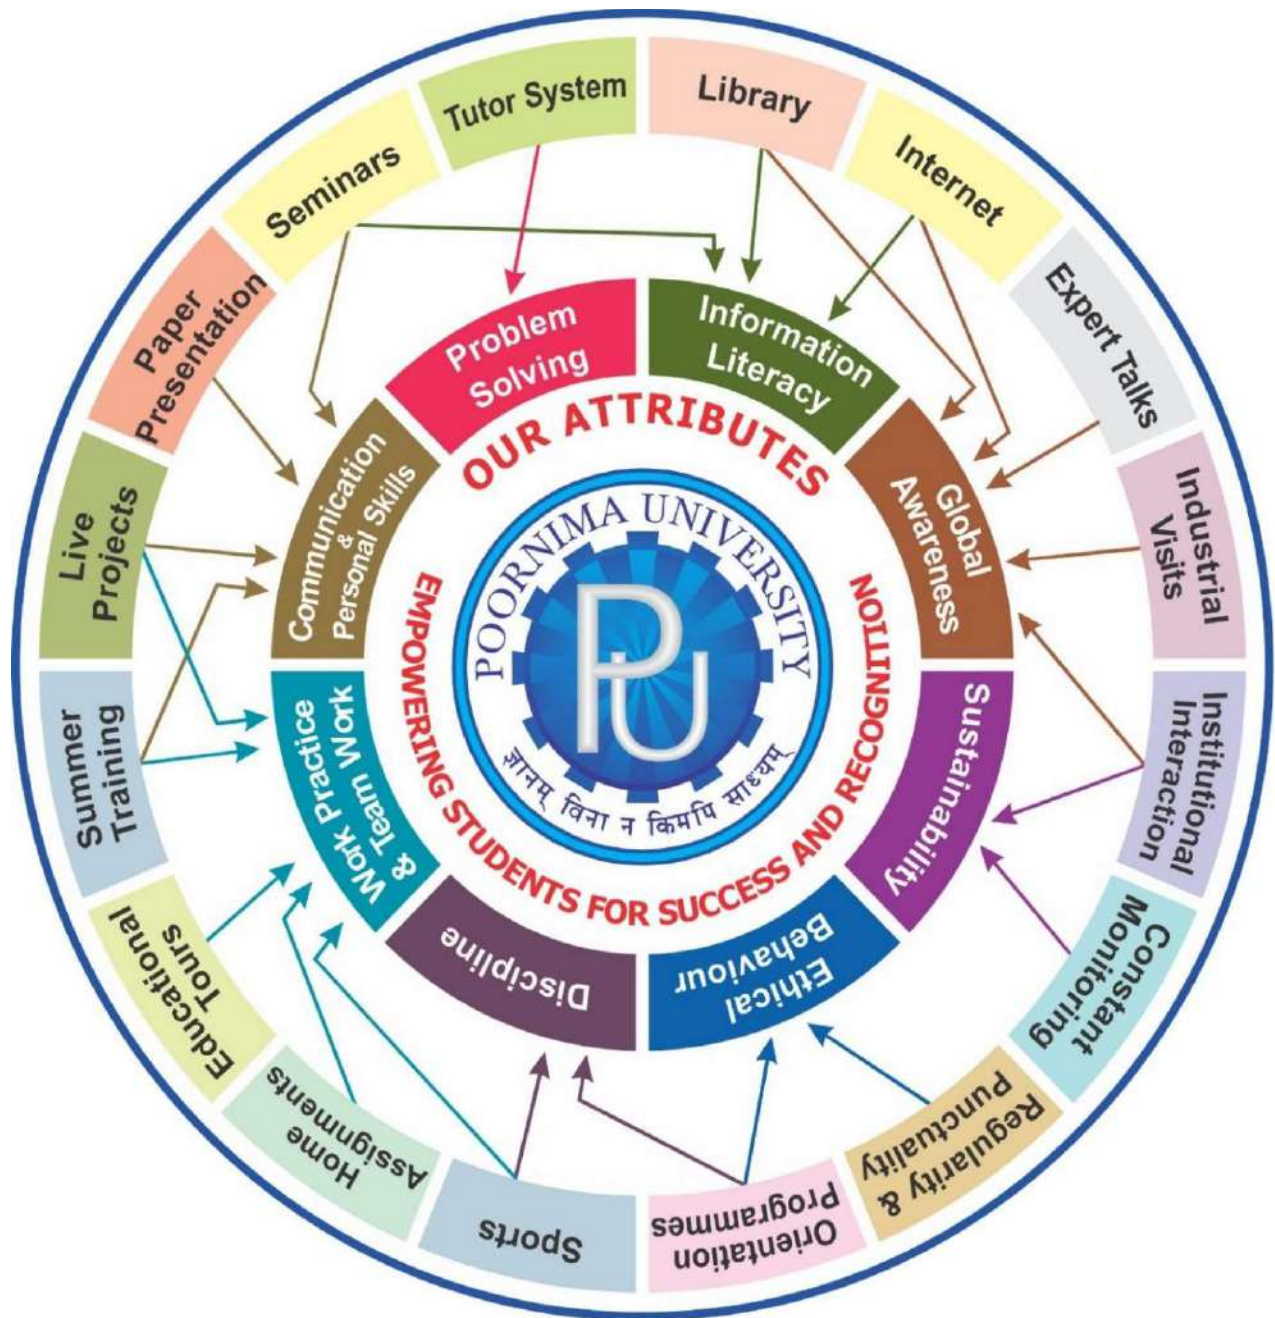 Tutor System
Library
Internet
Expert Talks
Industrial
Visits
Institutional
Interaction
Constant
Monitoring
Regularity &
Punctuality
Orientation
Programmes
Sports
Home
Assignments
Educational
Tours
Summer
Training
Live
Projects
Paper
Presentation
Seminars
Problem
Solving
Information
Literacy
Global
Awareness
Sustainability
Ethical
Behaviour
Discipline
Work Practice
& Team Work
Communication
&
Personal Skills
OUR ATTRIBUTES
EMPOWERING STUDENTS FOR SUCCESS AND RECOGNITION
POORNIMA UNIVERSITY
PU
ज्ञानम् विना न किमपि साध्यम्